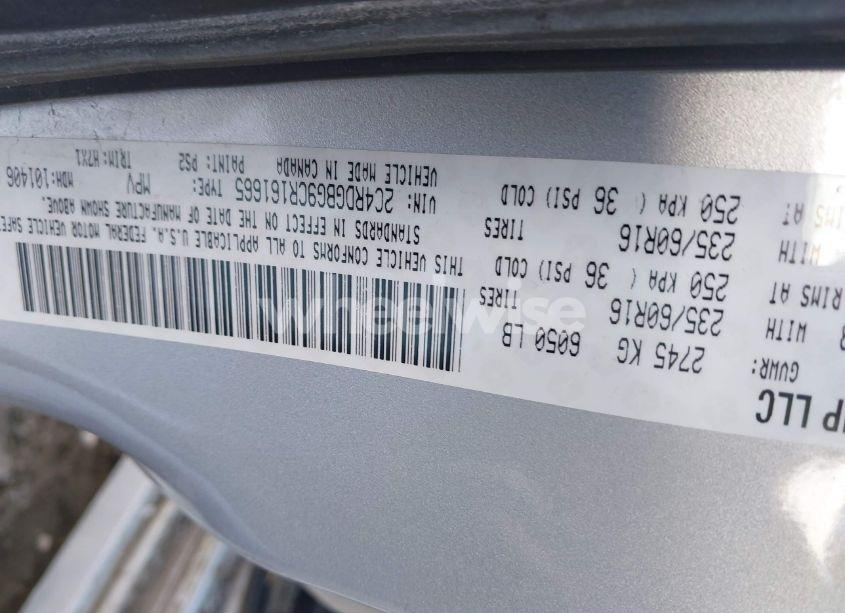 UP LLC
GVWR: 2745 KG 6050 LB
WITH 235/60R16 TIRES
RIMS AT 250 KPA ( 36 PSI) COLD
WITH 235/60R16 TIRES
RIMS AT 250 KPA ( 36 PSI) COLD
THIS VEHICLE CONFORMS TO ALL APPLICABLE U.S.A. FEDERAL MOTOR VEHICLE SAFE
STANDARDS IN EFFECT ON THE DATE OF MANUFACTURE SHOWN ABOVE.
VIN: 2C4RDGBG9CR161665 TYPE: MPV MDH:101406
VEHICLE MADE IN CANADA PAINT: PS2 TRIM:H7X1
wheelwise